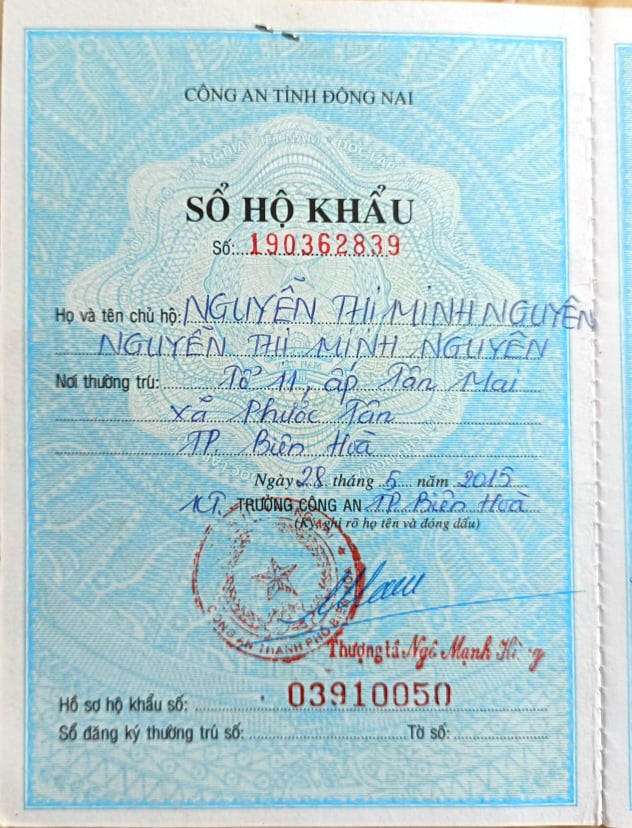 CÔNG AN TỈNH ĐỒNG NAI
SỔ HỘ KHẨU
Số: 190362839
Họ và tên chủ hộ: NGUYỄN THỊ MINH NGUYÊN
NGUYỄN THỊ MINH NGUYÊN
Nơi thường trú: Tổ 11, ấp Tân Mai
xã Phước Tân
TP. Biên Hoà
Ngày 28 tháng 5 năm 2015
KT. TRƯỞNG CÔNG AN TP. Biên Hoà
(Ký, ghi rõ họ tên và đóng dấu)
CÔNG AN THÀNH PHỐ BIÊN HÒA
Thượng tá Ngô Mạnh
Hồ sơ hộ khẩu số: 03910050
Sổ đăng ký thường trú số: Tờ số: